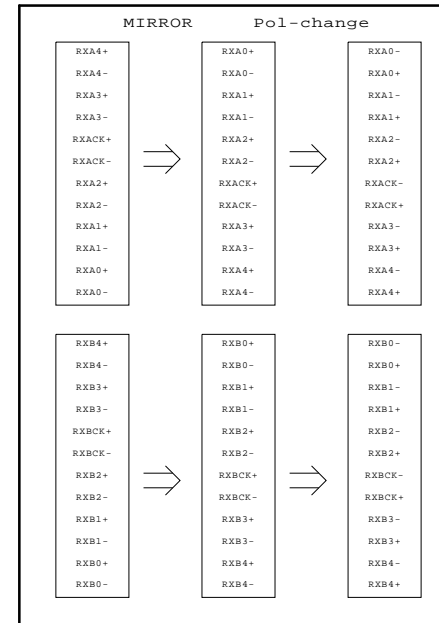 MIRROR Pol-change
RXA4+ RXA0+ RXA0-
RXA4- RXA0- RXA0+
RXA3+ RXA1+ RXA1-
RXA3- RXA1- RXA1+
RXACK+ RXA2+ RXA2-
RXACK- RXA2- RXA2+
RXA2+ RXACK+ RXACK-
RXA2- RXACK- RXACK+
RXA1+ RXA3+ RXA3-
RXA1- RXA3- RXA3+
RXA0+ RXA4+ RXA4-
RXA0- RXA4- RXA4+
RXB4+ RXB0+ RXB0-
RXB4- RXB0- RXB0+
RXB3+ RXB1+ RXB1-
RXB3- RXB1- RXB1+
RXBCK+ RXB2+ RXB2-
RXBCK- RXB2- RXB2+
RXB2+ RXBCK+ RXBCK-
RXB2- RXBCK- RXBCK+
RXB1+ RXB3+ RXB3-
RXB1- RXB3- RXB3+
RXB0+ RXB4+ RXB4-
RXB0- RXB4- RXB4+